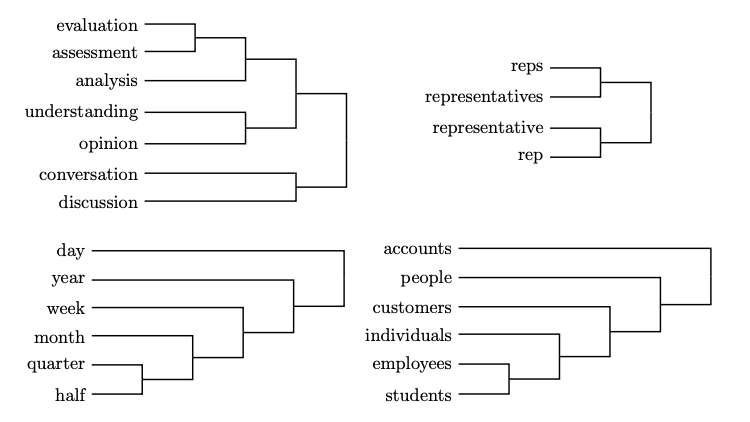 evaluation
assessment
analysis
understanding
opinion
conversation
discussion
reps
representatives
representative
rep
day
year
week
month
quarter
half
accounts
people
customers
individuals
employees
students